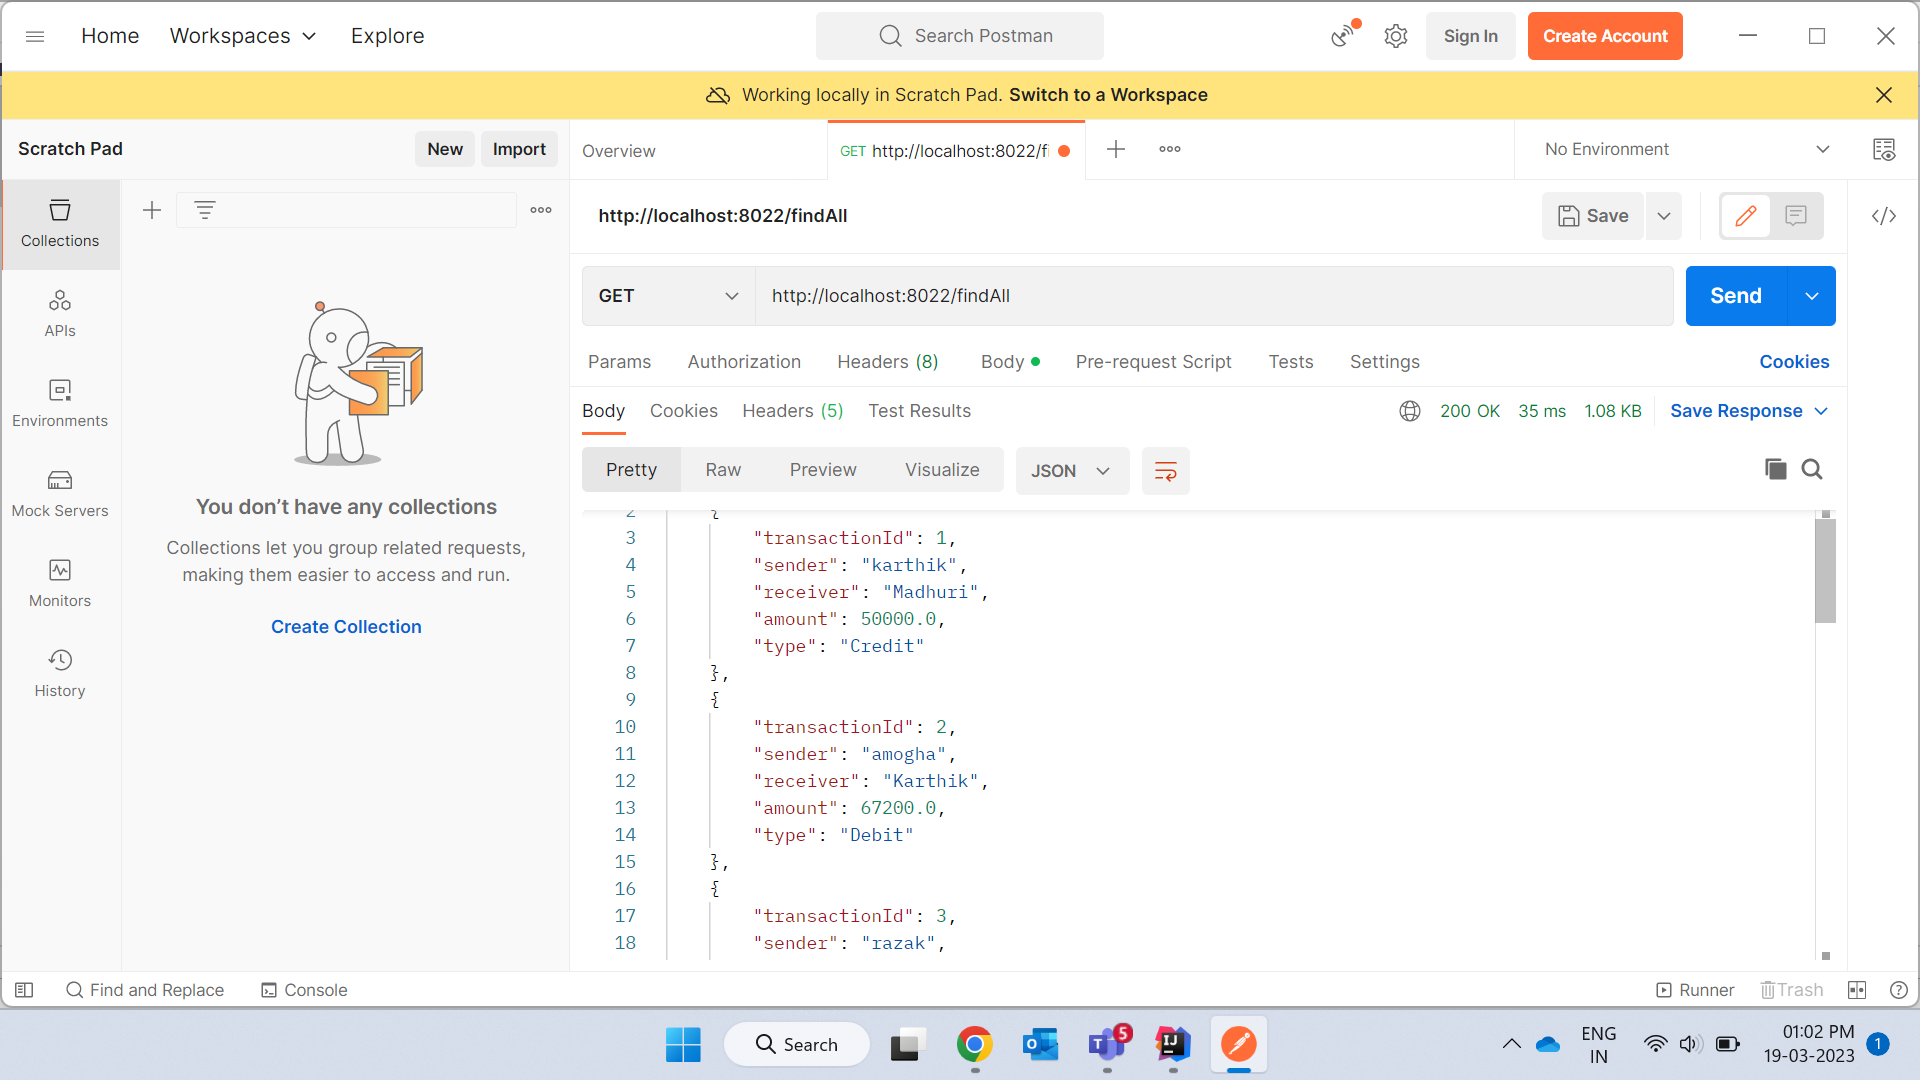 Home
Workspaces
Explore
Search Postman
Sign In
Create Account
Working locally in Scratch Pad. Switch to a Workspace
Scratch Pad
New
Import
Overview
GET http://localhost:8022/fi
No Environment
Collections
APIs
Environments
Mock Servers
Monitors
History
You don’t have any collections
Collections let you group related requests,
making them easier to access and run.
Create Collection
http://localhost:8022/findAll
Save
GET
http://localhost:8022/findAll
Send
Params
Authorization
Headers (8)
Body
Pre-request Script
Tests
Settings
Cookies
Body
Cookies
Headers (5)
Test Results
200 OK
35 ms
1.08 KB
Save Response
Pretty
Raw
Preview
Visualize
JSON
2 {
3 "transactionId": 1,
4 "sender": "karthik",
5 "receiver": "Madhuri",
6 "amount": 50000.0,
7 "type": "Credit"
8 },
9 {
10 "transactionId": 2,
11 "sender": "amogha",
12 "receiver": "Karthik",
13 "amount": 67200.0,
14 "type": "Debit"
15 },
16 {
17 "transactionId": 3,
18 "sender": "razak",
Find and Replace
Console
Runner
Trash
Search
5
ENG
IN
01:02 PM
19-03-2023
1